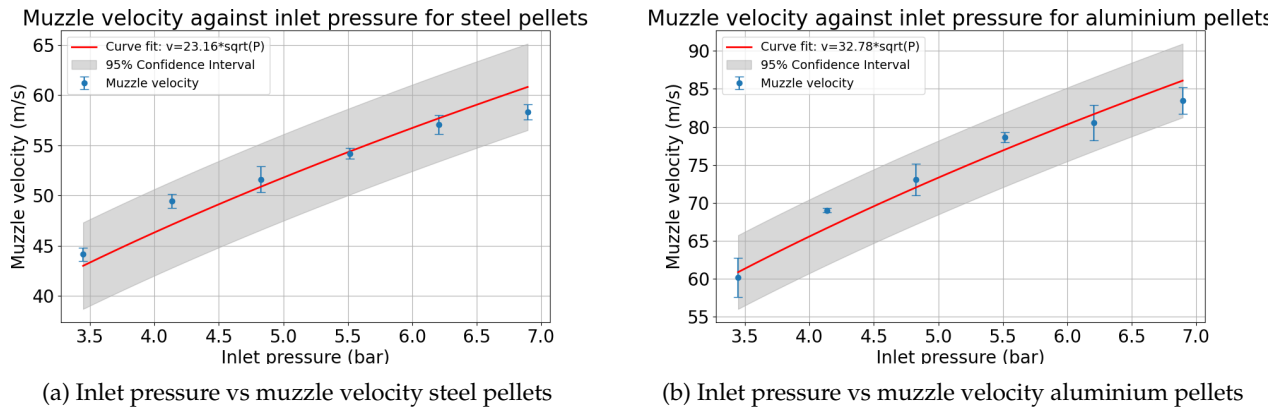 Muzzle velocity against inlet pressure for steel pellets
65
60
55
50
45
40
Muzzle velocity (m/s)
Curve fit: v=23.16*sqrt(P)
95% Confidence Interval
Muzzle velocity
3.5 4.0 4.5 5.0 5.5 6.0 6.5 7.0
Inlet pressure (bar)
(a) Inlet pressure vs muzzle velocity steel pellets
Muzzle velocity against inlet pressure for aluminium pellets
90
85
80
75
70
65
60
55
Muzzle velocity (m/s)
Curve fit: v=32.78*sqrt(P)
95% Confidence Interval
Muzzle velocity
3.5 4.0 4.5 5.0 5.5 6.0 6.5 7.0
Inlet pressure (bar)
(b) Inlet pressure vs muzzle velocity aluminium pellets